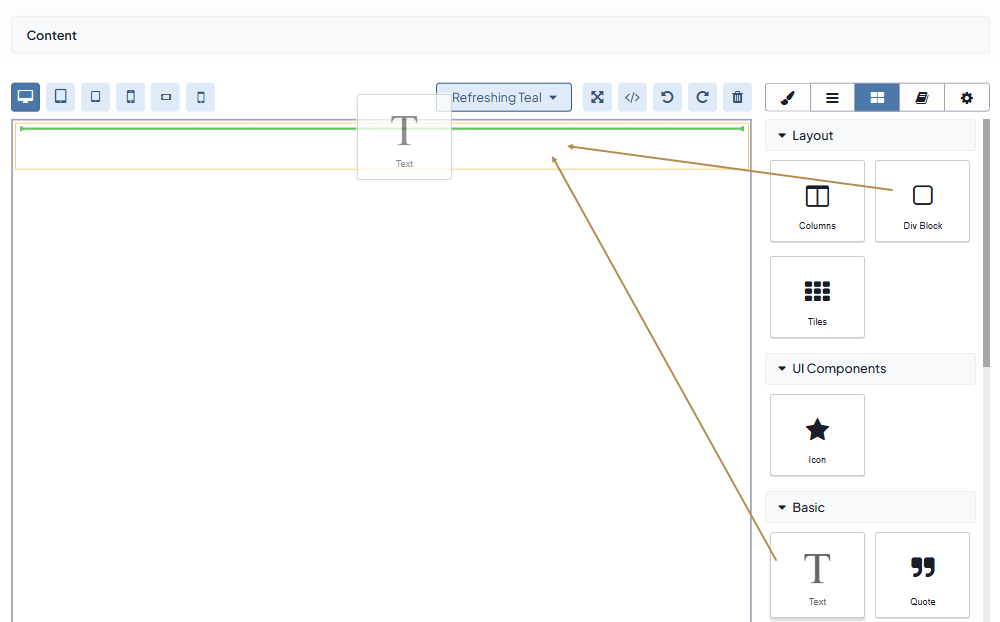 Content
Refreshing Teal
Text
Layout
Columns
Div Block
Tiles
UI Components
Icon
Basic
Text
Quote